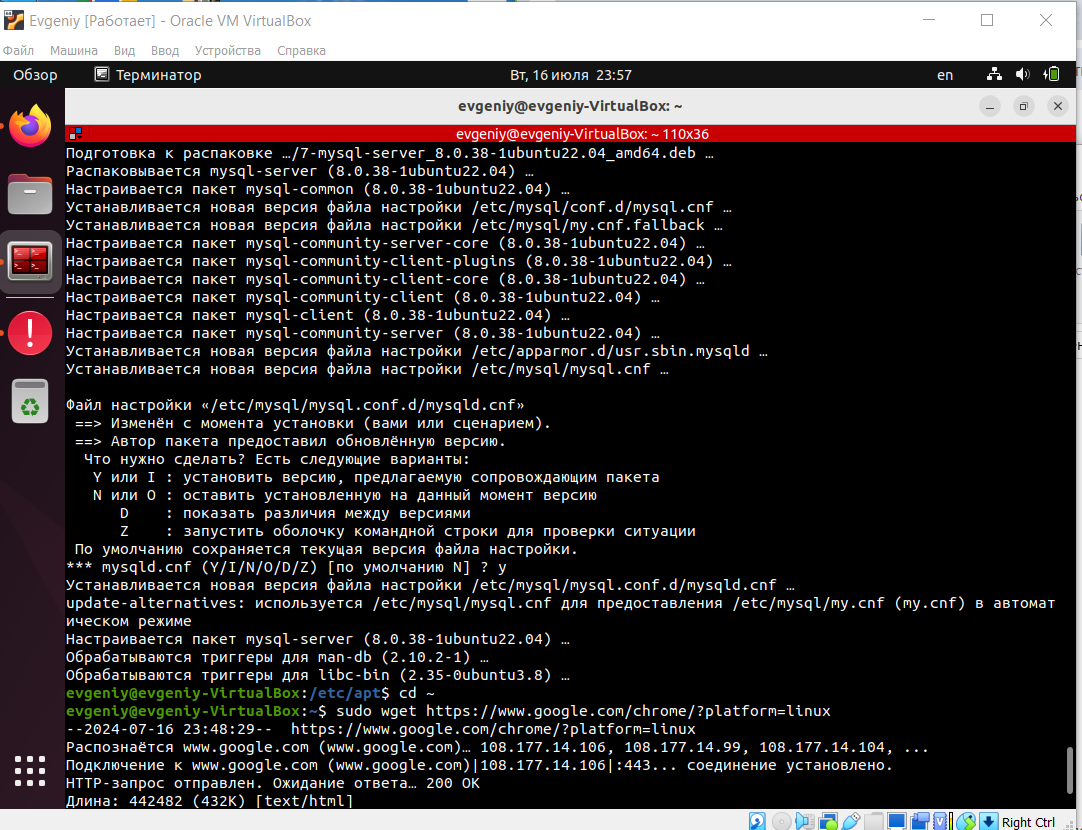 Evgeniy [Работает] - Oracle VM VirtualBox
Файл Машина Вид Ввод Устройства Справка
Обзор Терминатор Вт, 16 июля 23:57 en
evgeniy@evgeniy-VirtualBox: ~
evgeniy@evgeniy-VirtualBox: ~ 110x36
Подготовка к распаковке …/7-mysql-server_8.0.38-1ubuntu22.04_amd64.deb …
Распаковывается mysql-server (8.0.38-1ubuntu22.04) …
Настраивается пакет mysql-common (8.0.38-1ubuntu22.04) …
Устанавливается новая версия файла настройки /etc/mysql/conf.d/mysql.cnf …
Устанавливается новая версия файла настройки /etc/mysql/my.cnf.fallback …
Настраивается пакет mysql-community-server-core (8.0.38-1ubuntu22.04) …
Настраивается пакет mysql-community-client-plugins (8.0.38-1ubuntu22.04) …
Настраивается пакет mysql-community-client-core (8.0.38-1ubuntu22.04) …
Настраивается пакет mysql-community-client (8.0.38-1ubuntu22.04) …
Настраивается пакет mysql-client (8.0.38-1ubuntu22.04) …
Настраивается пакет mysql-community-server (8.0.38-1ubuntu22.04) …
Устанавливается новая версия файла настройки /etc/apparmor.d/usr.sbin.mysqld …
Устанавливается новая версия файла настройки /etc/mysql/mysql.cnf …
Файл настройки «/etc/mysql/mysql.conf.d/mysqld.cnf»
==> Изменён с момента установки (вами или сценарием).
==> Автор пакета предоставил обновлённую версию.
Что нужно сделать? Есть следующие варианты:
Y или I : установить версию, предлагаемую сопровождающим пакета
N или O : оставить установленную на данный момент версию
D : показать различия между версиями
Z : запустить оболочку командной строки для проверки ситуации
По умолчанию сохраняется текущая версия файла настройки.
*** mysqld.cnf (Y/I/N/O/D/Z) [по умолчанию N] ? y
Устанавливается новая версия файла настройки /etc/mysql/mysql.conf.d/mysqld.cnf …
update-alternatives: используется /etc/mysql/mysql.cnf для предоставления /etc/mysql/my.cnf (my.cnf) в автомат
ическом режиме
Настраивается пакет mysql-server (8.0.38-1ubuntu22.04) …
Обрабатываются триггеры для man-db (2.10.2-1) …
Обрабатываются триггеры для libc-bin (2.35-0ubuntu3.8) …
evgeniy@evgeniy-VirtualBox:/etc/apt$ cd ~
evgeniy@evgeniy-VirtualBox:~$ sudo wget https://www.google.com/chrome/?platform=linux
--2024-07-16 23:48:29-- https://www.google.com/chrome/?platform=linux
Распознаётся www.google.com (www.google.com)… 108.177.14.106, 108.177.14.99, 108.177.14.104, ...
Подключение к www.google.com (www.google.com)|108.177.14.106|:443... соединение установлено.
HTTP-запрос отправлен. Ожидание ответа… 200 OK
Длина: 442482 (432K) [text/html]
Right Ctrl